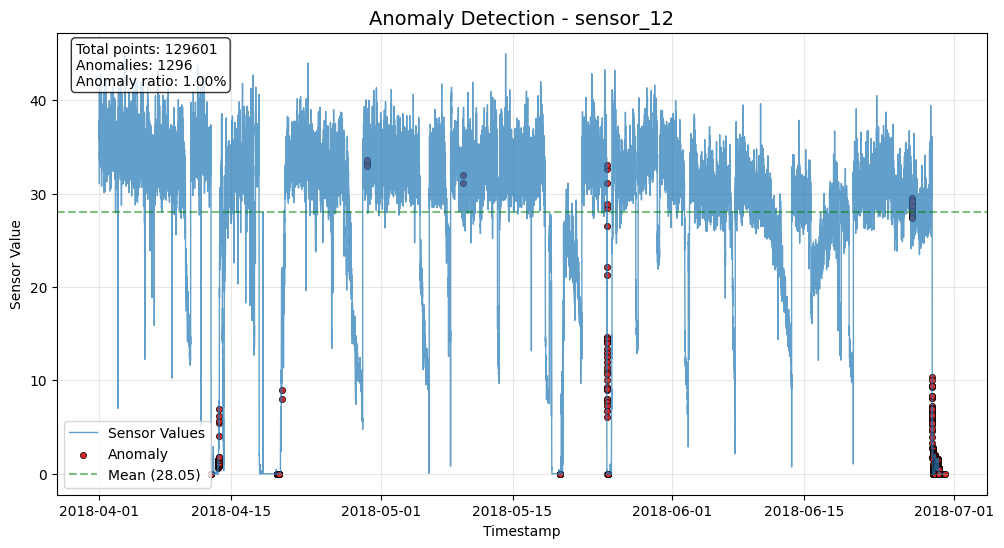 Anomaly Detection - sensor_12
Total points: 129601
Anomalies: 1296
Anomaly ratio: 1.00%
Sensor Value
40
30
20
10
0
Sensor Values
Anomaly
Mean (28.05)
2018-04-01 2018-04-15 2018-05-01 2018-05-15 2018-06-01 2018-06-15 2018-07-01
Timestamp